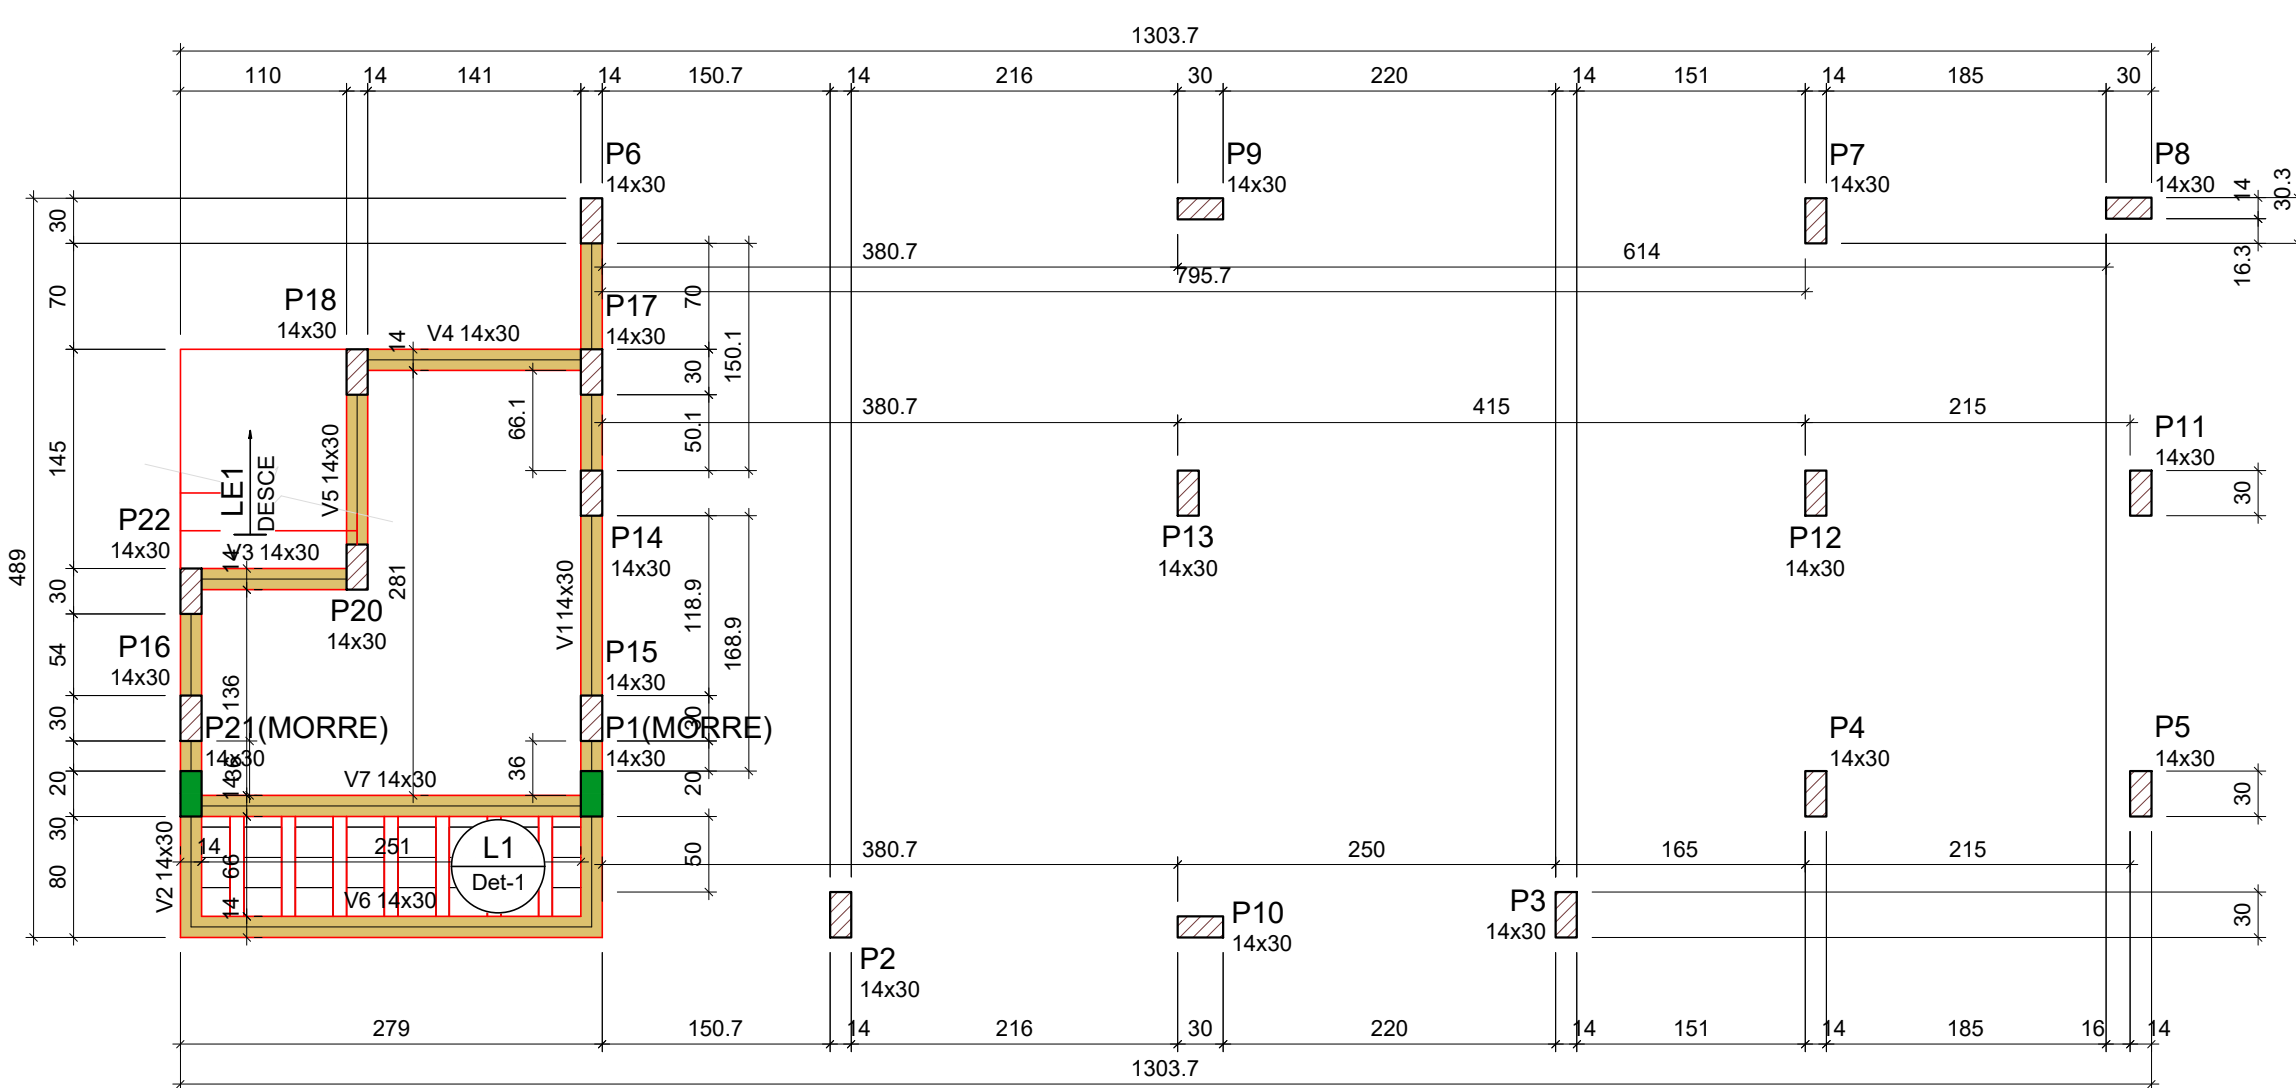 1303.7
110 14 141 14 150.7 14 216 30 220 14 151 14 185 30
P6
14x30
P9
14x30
P7
14x30
P8
14x30
14
30.3
16.3
30
70
145
30
54
30
20
30
80
489
380.7
614
795.7
P18
14x30
V4 14x30
14
P17
14x30
70
30
50.1
150.1
66.1
380.7
415
215
P11
14x30
30
LE1
DESCE
V5 14x30
P22
14x30
V3 14x30
14
281
P20
14x30
P14
14x30
V1 14x30
118.9
168.9
P13
14x30
P12
14x30
P16
14x30
136
P15
14x30
30
P21(MORRE)
14x30
P1(MORRE)
14x30
36
14
V7 14x30
36
20
P4
14x30
P5
14x30
30
V2 14x30
14
251
66
L1
Det-1
V6 14x30
14
50
380.7
250
165
215
P2
14x30
P10
14x30
P3
14x30
30
279 150.7 14 216 30 220 14 151 14 185 16 14
1303.7